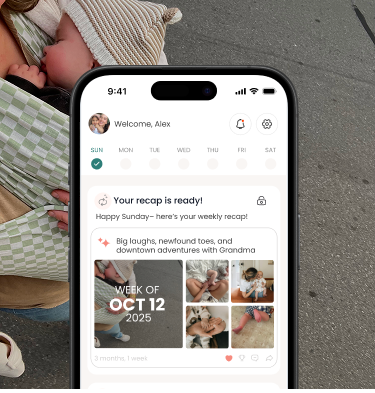 9:41
Welcome, Alex
SUN MON TUE WED THU FRI SAT
Your recap is ready!
Happy Sunday– here's your weekly recap!
Big laughs, newfound toes, and
downtown adventures with Grandma
WEEK OF
OCT 12
2025
3 months, 1 week